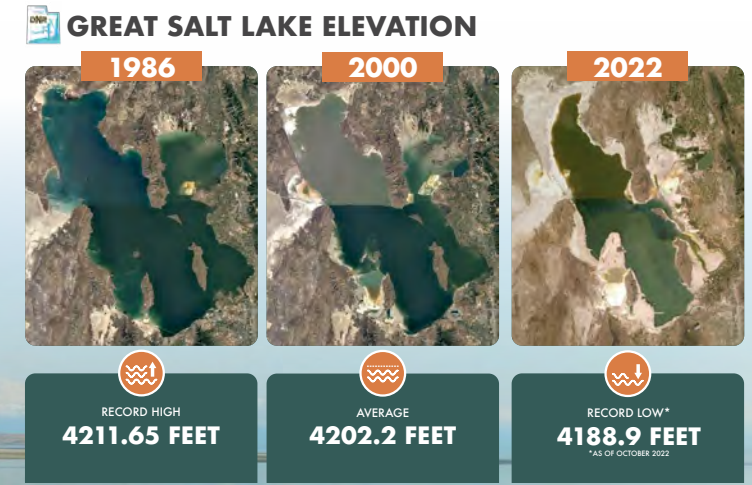 DNR
GREAT SALT LAKE ELEVATION
1986
2000
2022
RECORD HIGH
4211.65 FEET
AVERAGE
4202.2 FEET
RECORD LOW*
4188.9 FEET
*AS OF OCTOBER 2022